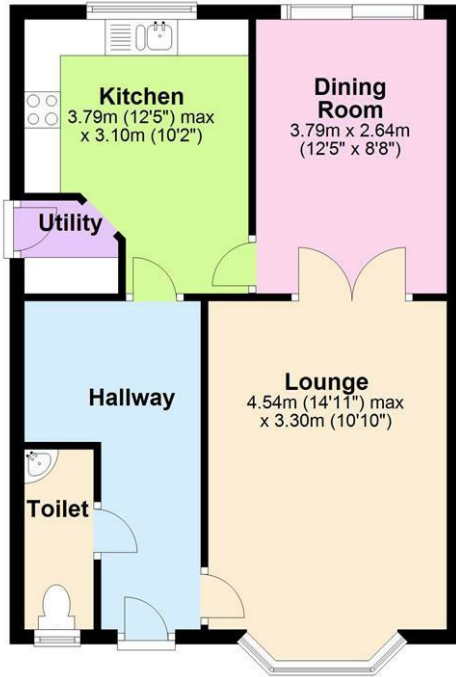 Kitchen
3.79m (12'5") max
x 3.10m (10'2")
Dining
Room
3.79m x 2.64m
(12'5" x 8'8")
Utility
Hallway
Lounge
4.54m (14'11") max
x 3.30m (10'10")
Toilet